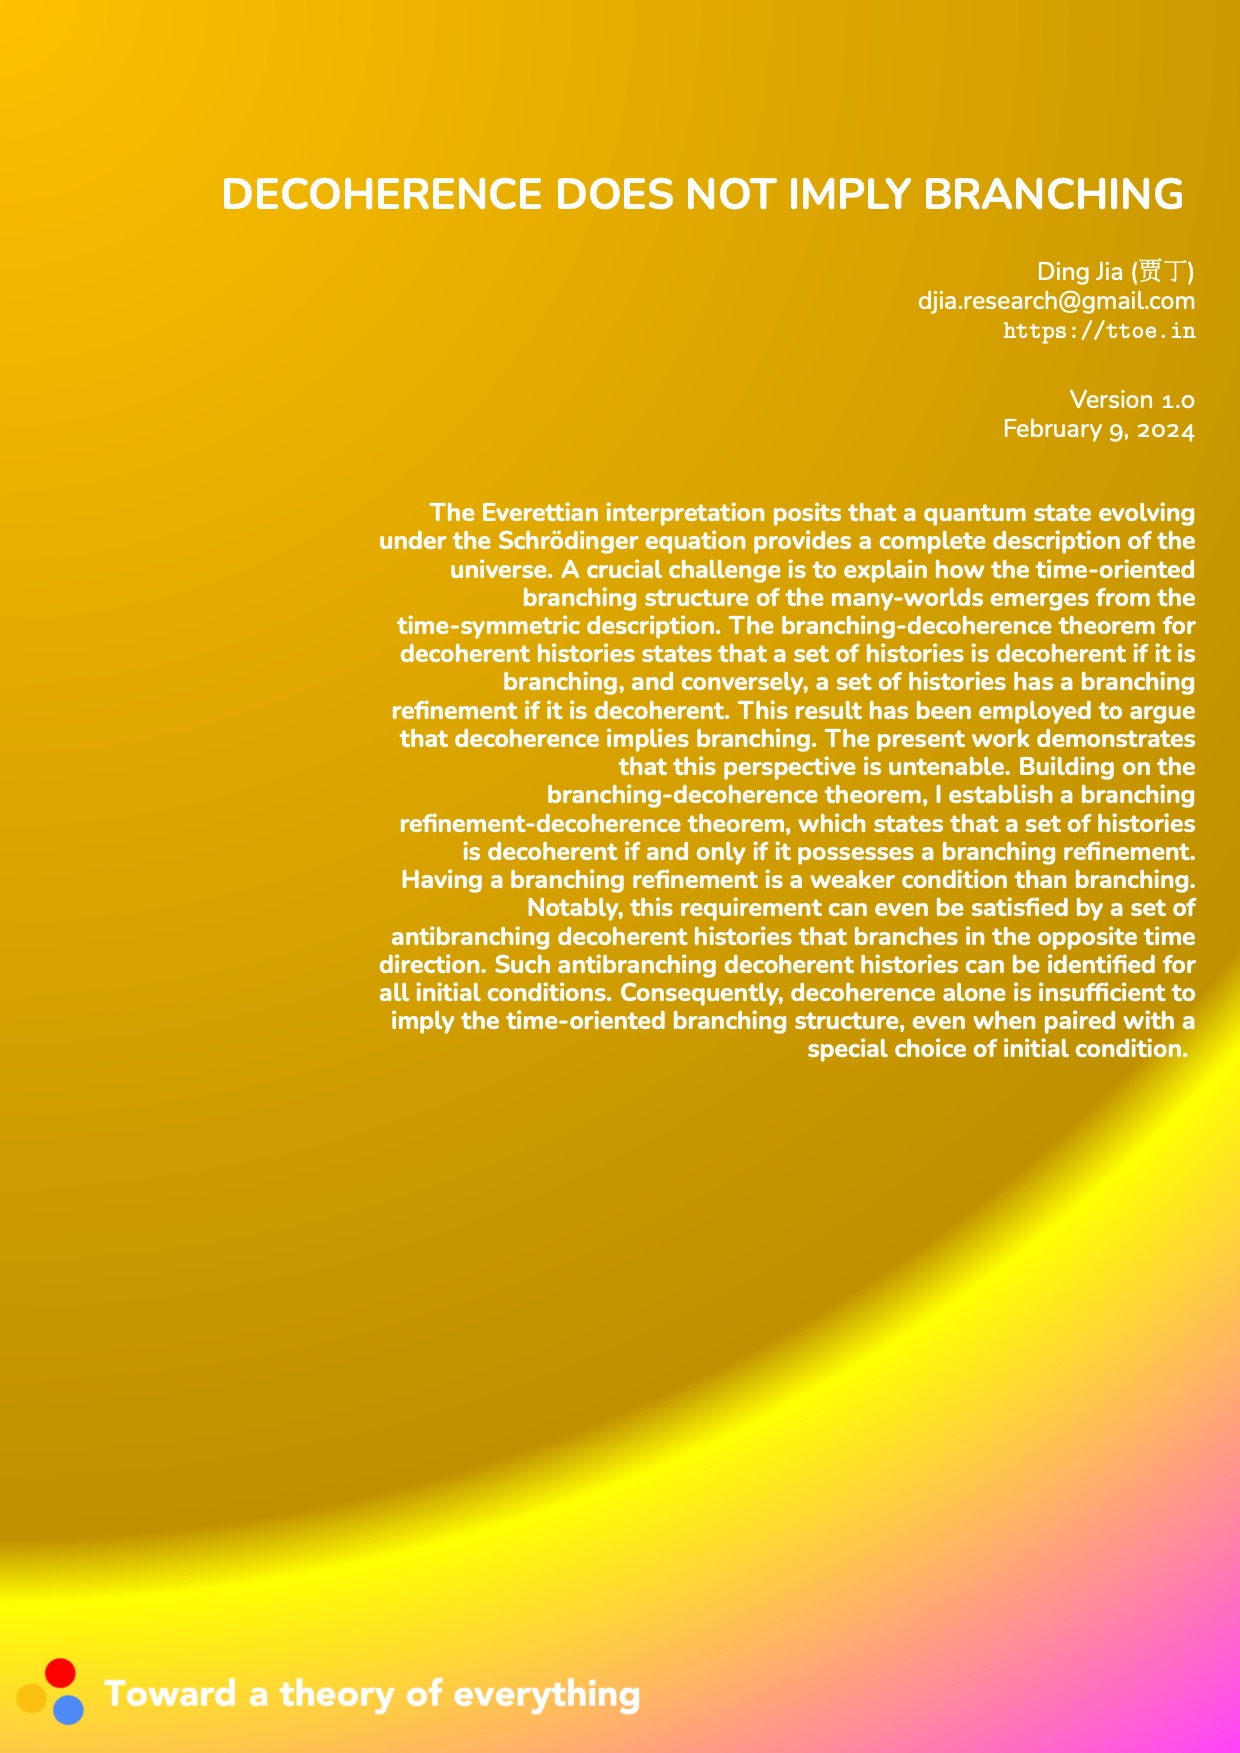 DECOHERENCE DOES NOT IMPLY BRANCHING
Ding Jia (贾丁)
djia.research@gmail.com
https://ttoe.in
Version 1.0
February 9, 2024
The Everettian interpretation posits that a quantum state evolving
under the Schrödinger equation provides a complete description of the
universe. A crucial challenge is to explain how the time-oriented
branching structure of the many-worlds emerges from the
time-symmetric description. The branching-decoherence theorem for
decoherent histories states that a set of histories is decoherent if it is
branching, and conversely, a set of histories has a branching
refinement if it is decoherent. This result has been employed to argue
that decoherence implies branching. The present work demonstrates
that this perspective is untenable. Building on the
branching-decoherence theorem, I establish a branching
refinement-decoherence theorem, which states that a set of histories
is decoherent if and only if it possesses a branching refinement.
Having a branching refinement is a weaker condition than branching.
Notably, this requirement can even be satisfied by a set of
antibranching decoherent histories that branches in the opposite time
direction. Such antibranching decoherent histories can be identified for
all initial conditions. Consequently, decoherence alone is insufficient to
imply the time-oriented branching structure, even when paired with a
special choice of initial condition.
Toward a theory of everything